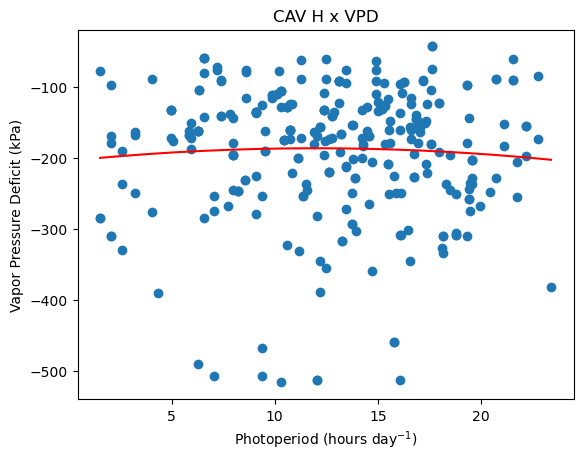 CAV H x VPD
Vapor Pressure Deficit (kPa)
−100
−200
−300
−400
−500
5 10 15 20
Photoperiod (hours day⁻¹)